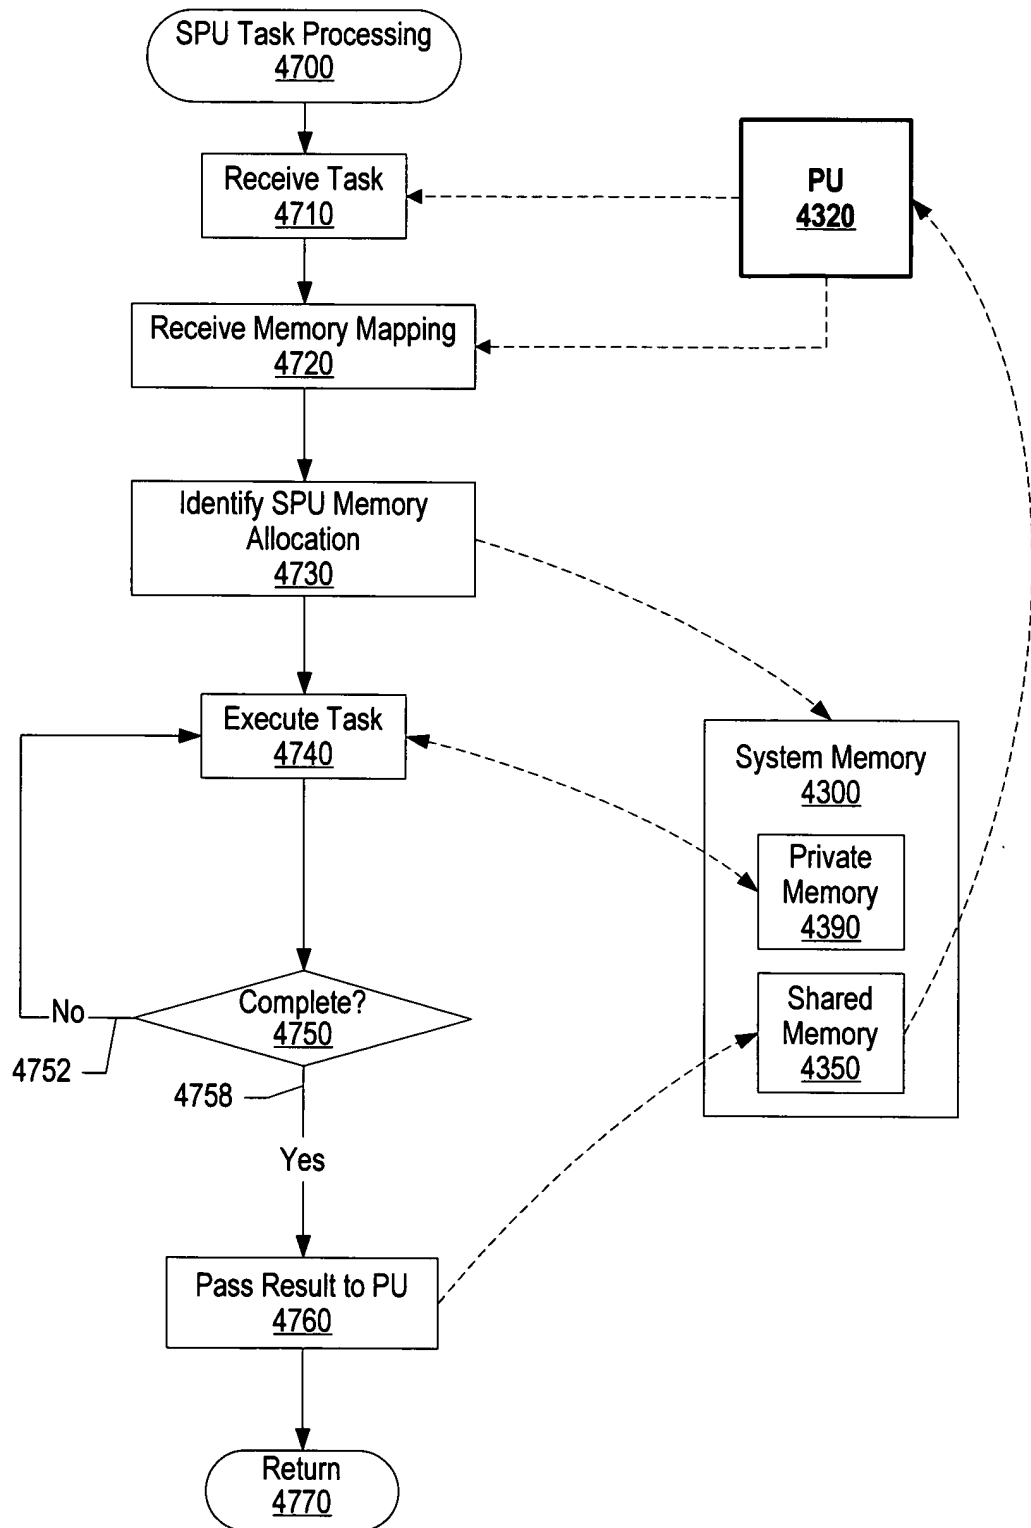 SPU Task Processing
4700
Receive Task
4710
PU
4320
Receive Memory Mapping
4720
Identify SPU Memory
Allocation
4730
Execute Task
4740
System Memory
4300
Private
Memory
4390
Shared
Memory
4350
Complete?
4750
No
4752
4758
Yes
Pass Result to PU
4760
Return
4770